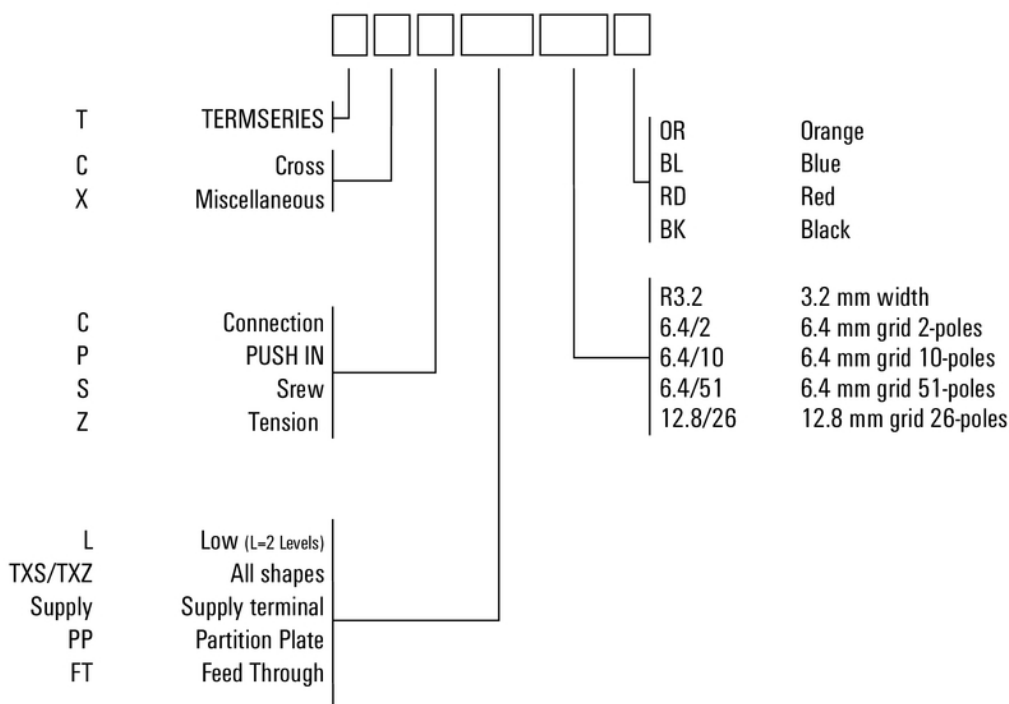 T TERMSERIES
C Cross
X Miscellaneous
OR Orange
BL Blue
RD Red
BK Black
C Connection
P PUSH IN
S Srew
Z Tension
R3.2 3.2 mm width
6.4/2 6.4 mm grid 2-poles
6.4/10 6.4 mm grid 10-poles
6.4/51 6.4 mm grid 51-poles
12.8/26 12.8 mm grid 26-poles
L Low (L=2 Levels)
TXS/TXZ All shapes
Supply Supply terminal
PP Partition Plate
FT Feed Through